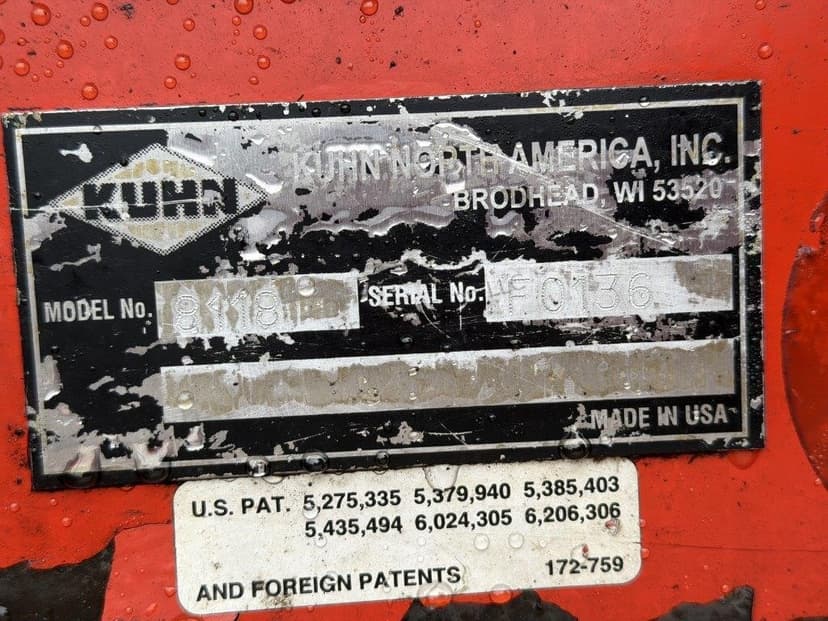 KUHN
KUHN NORTH AMERICA, INC.
BRODHEAD, WI 53520
MODEL No. 8118 SERIAL No. F0136
MADE IN USA
U.S. PAT. 5,275,335 5,379,940 5,385,403
5,435,494 6,024,305 6,206,306
AND FOREIGN PATENTS 172-759